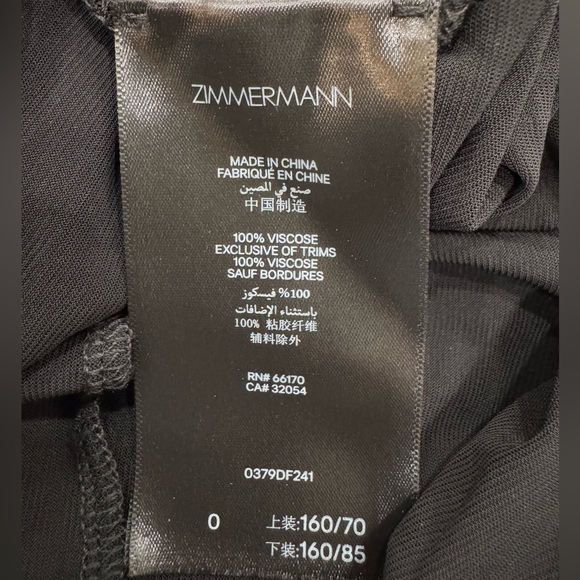 ZIMMERMANN
MADE IN CHINA
FABRIQUÉ EN CHINE
صنع في المصين
中国制造
100% VISCOSE
EXCLUSIVE OF TRIMS
100% VISCOSE
SAUF BORDURES
%100 فيسكوز
باستثناء الإضافات
100% 粘胶纤维
辅料除外
RN# 66170
CA# 32054
0379DF241
0 上装:160/70
下装:160/85